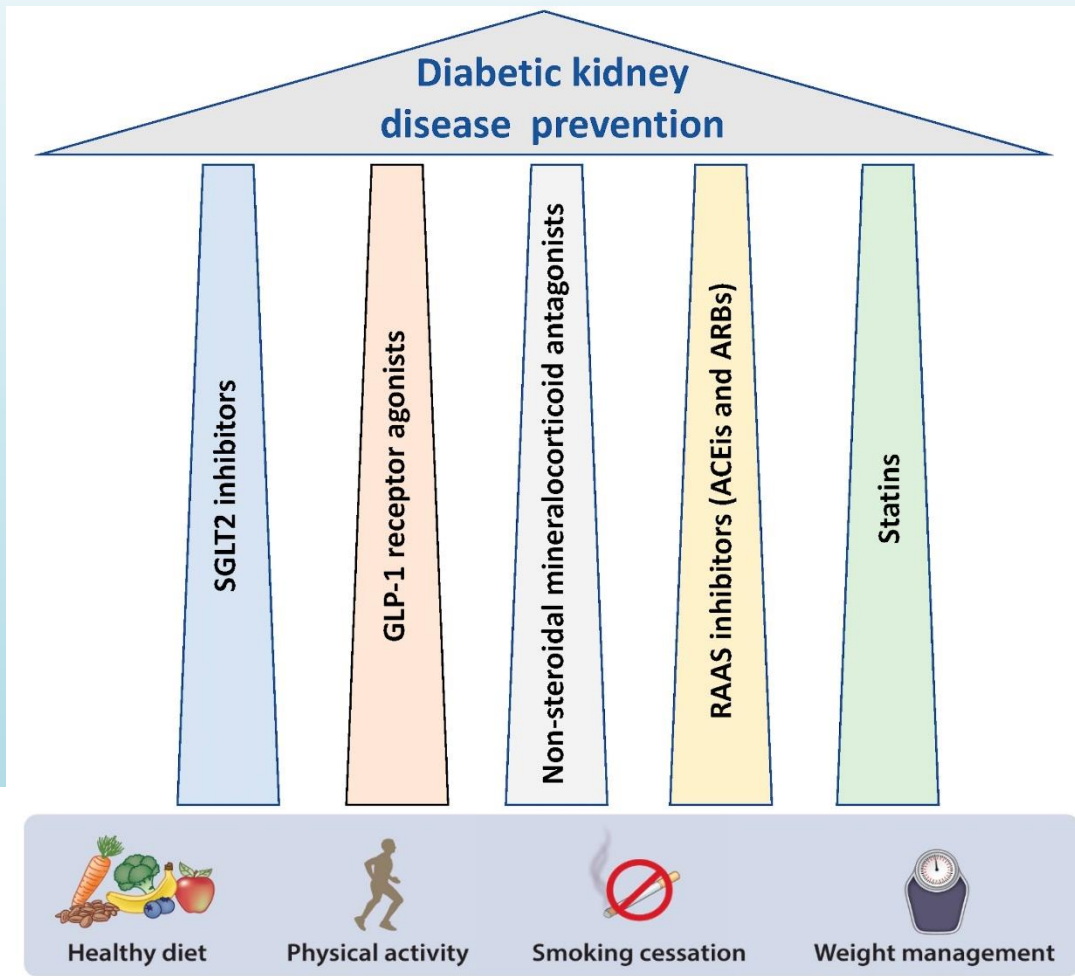 Diabetic kidney
disease prevention
SGLT2 inhibitors
GLP-1 receptor agonists
Non-steroidal mineralocorticoid antagonists
RAAS inhibitors (ACEis and ARBs)
Statins
Healthy diet
Physical activity
Smoking cessation
Weight management